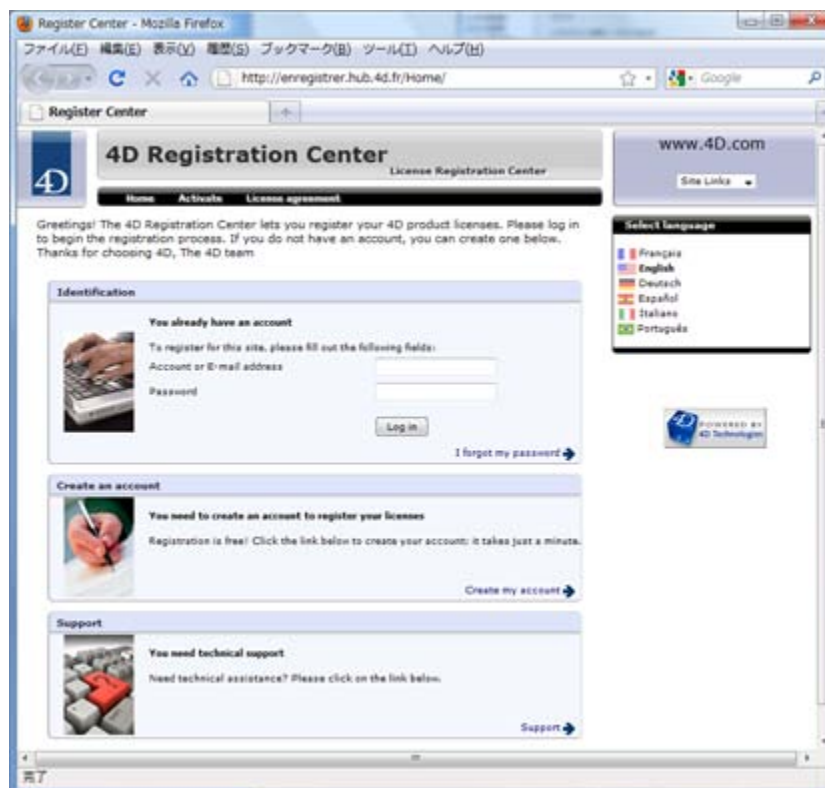 Register Center - Mozilla Firefox
ファイル(F) 編集(E) 表示(V) 履歴(S) ブックマーク(B) ツール(T) ヘルプ(H)
http://enregistrer.hub.4d.fr/Home/
Google
Register Center
4D
4D Registration Center
License Registration Center
Home Activate License agreement
www.4D.com
Site Links
Greetings! The 4D Registration Center lets you register your 4D product licenses. Please log in
to begin the registration process. If you do not have an account, you can create one below.
Thanks for choosing 4D, The 4D team
Select language
Français
English
Deutsch
Español
Italiano
Português
Identification
You already have an account
To register for this site, please fill out the following fields:
Account or E-mail address
Password
Log in
I forgot my password
4D POWERED BY
4D Technologies
Create an account
You need to create an account to register your licenses
Registration is free! Click the link below to create your account: it takes just a minute.
Create my account
Support
You need technical support
Need technical assistance? Please click on the link below.
Support
完了